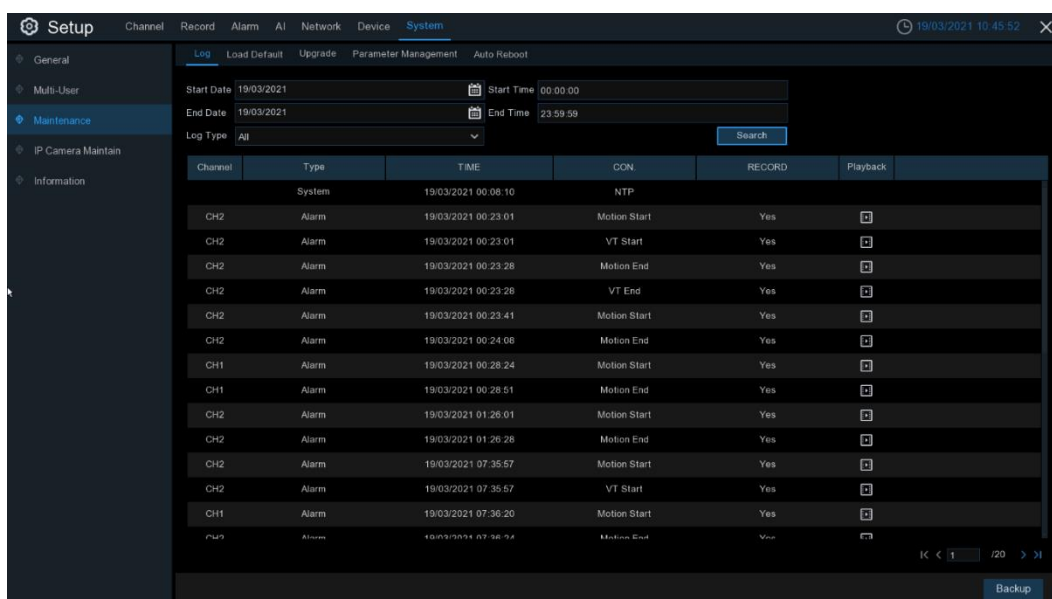 Setup Channel Record Alarm AI Network Device System 19/03/2021 10:45:52
General
Multi-User
Maintenance
IP Camera Maintain
Information
Log Load Default Upgrade Parameter Management Auto Reboot
Start Date 19/03/2021 Start Time 00:00:00
End Date 19/03/2021 End Time 23:59:59
Log Type All Search
Channel Type TIME CON. RECORD Playback
System 19/03/2021 00:08:10 NTP
CH2 Alarm 19/03/2021 00:23:01 Motion Start Yes
CH2 Alarm 19/03/2021 00:23:01 VT Start Yes
CH2 Alarm 19/03/2021 00:23:28 Motion End Yes
CH2 Alarm 19/03/2021 00:23:28 VT End Yes
CH2 Alarm 19/03/2021 00:23:41 Motion Start Yes
CH2 Alarm 19/03/2021 00:24:08 Motion End Yes
CH1 Alarm 19/03/2021 00:28:24 Motion Start Yes
CH1 Alarm 19/03/2021 00:28:51 Motion End Yes
CH2 Alarm 19/03/2021 01:26:01 Motion Start Yes
CH2 Alarm 19/03/2021 01:26:28 Motion End Yes
CH2 Alarm 19/03/2021 07:35:57 Motion Start Yes
CH2 Alarm 19/03/2021 07:35:57 VT Start Yes
CH1 Alarm 19/03/2021 07:36:20 Motion Start Yes
CH2 Alarm 19/03/2021 07:36:24 Motion End Yes
1 /20
Backup